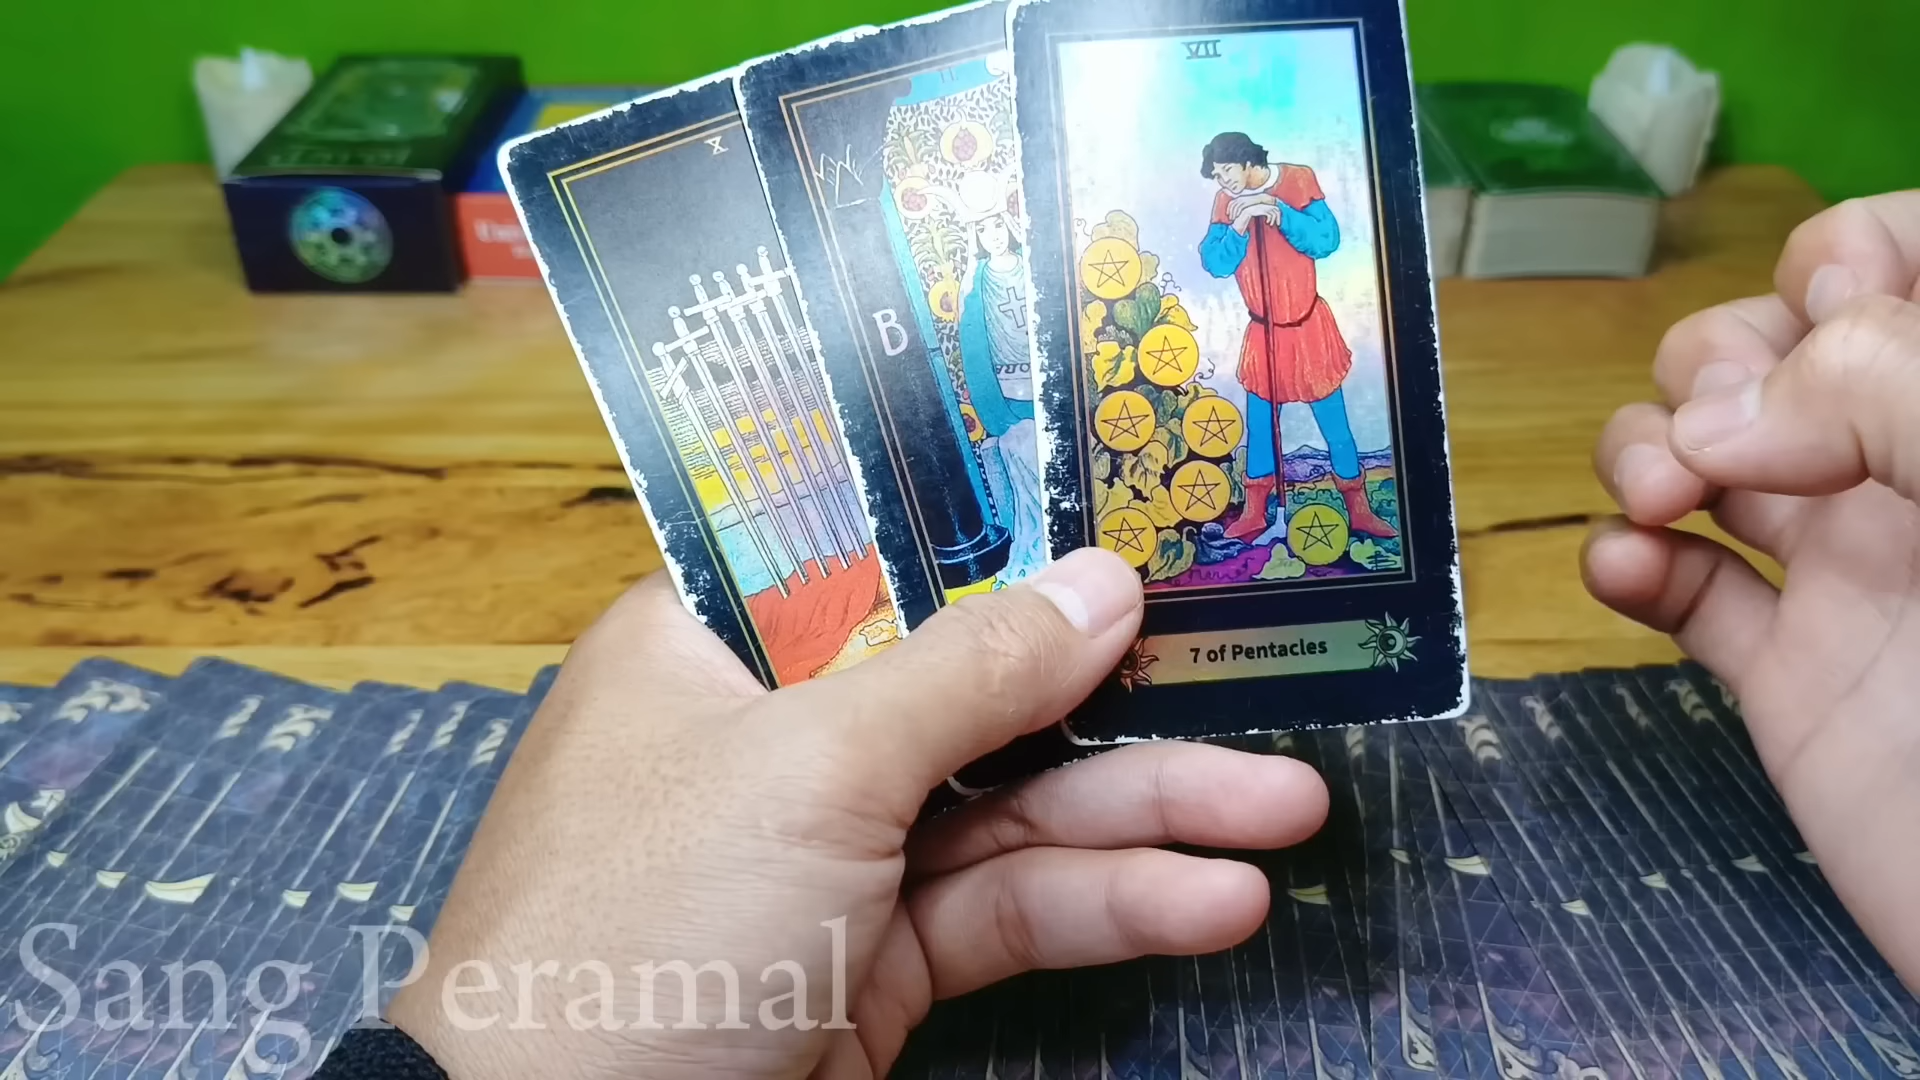 X
VII
B
7 of Pentacles
Sang Peramal